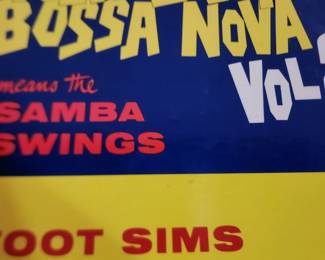 BOSSA NOVA
means the
VOL
SAMBA
SWINGS
OOT SIMS